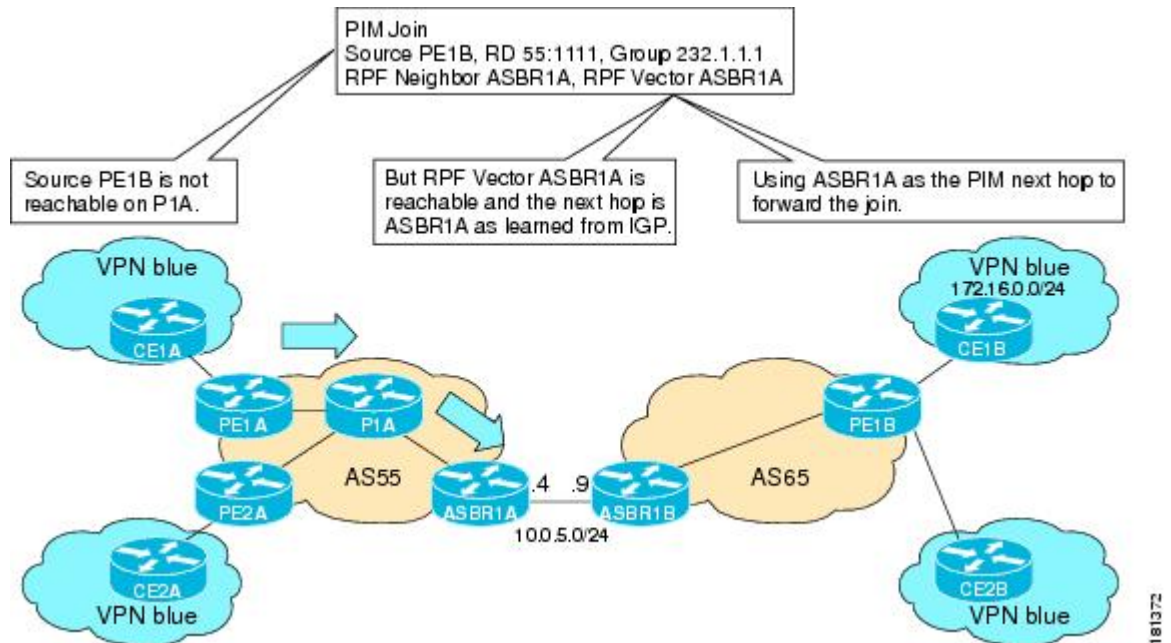 PIM Join
Source PE1B, RD 55:1111, Group 232.1.1.1
RPF Neighbor ASBR1A, RPF Vector ASBR1A
Source PE1B is not
reachable on P1A.
But RPF Vector ASBR1A is
reachable and the next hop is
ASBR1A as learned from IGP.
Using ASBR1A as the PIM next hop to
forward the join.
VPN blue
CE1A
VPN blue
172.16.0.0/24
CE1B
PE1A
P1A
PE1B
PE2A
AS55
ASBR1A
.4
.9
ASBR1B
AS65
10.0.5.0/24
CE2A
VPN blue
CE2B
VPN blue
181372